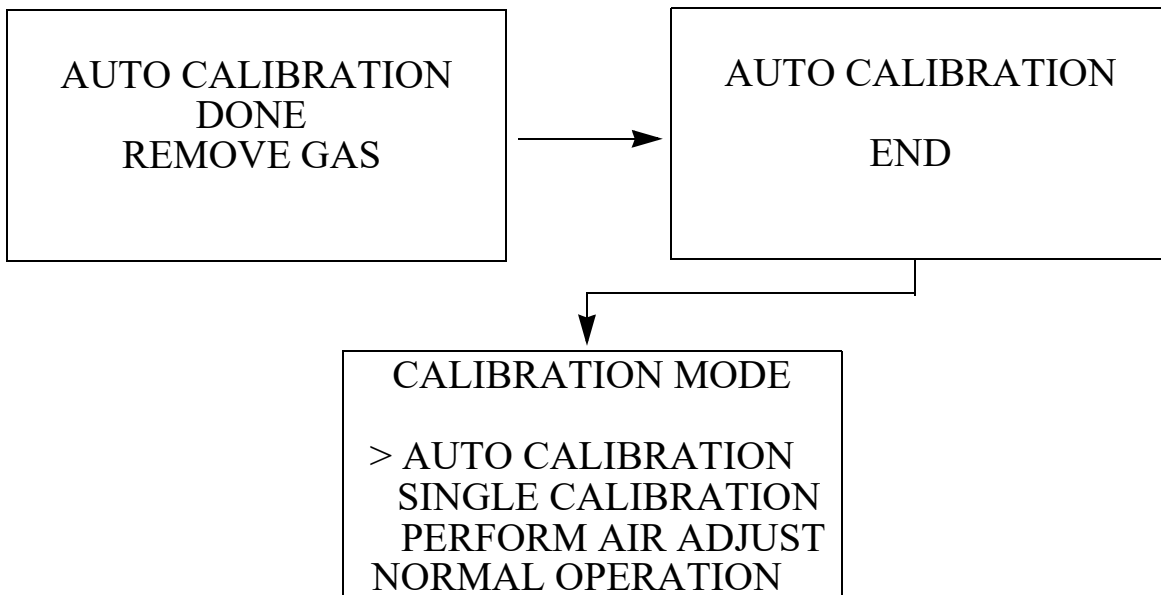 AUTO CALIBRATION
DONE
REMOVE GAS
AUTO CALIBRATION
END
CALIBRATION MODE
> AUTO CALIBRATION
SINGLE CALIBRATION
PERFORM AIR ADJUST
NORMAL OPERATION